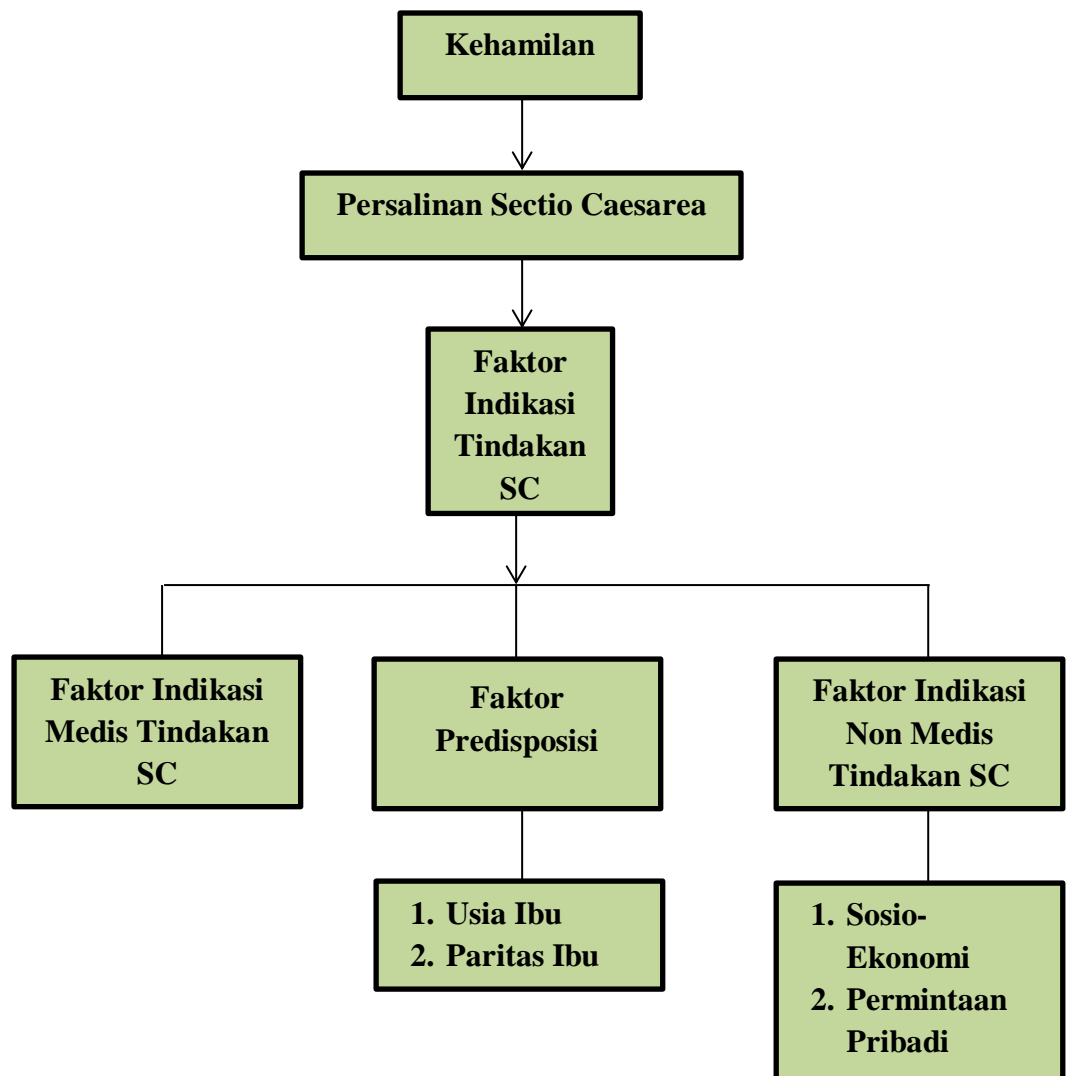 Kehamilan
Persalinan Sectio Caesarea
Faktor
Indikasi
Tindakan
SC
Faktor Indikasi
Medis Tindakan
SC
Faktor
Predisposisi
Faktor Indikasi
Non Medis
Tindakan SC
1. Usia Ibu
2. Paritas Ibu
1. Sosio-
Ekonomi
2. Permintaan
Pribadi